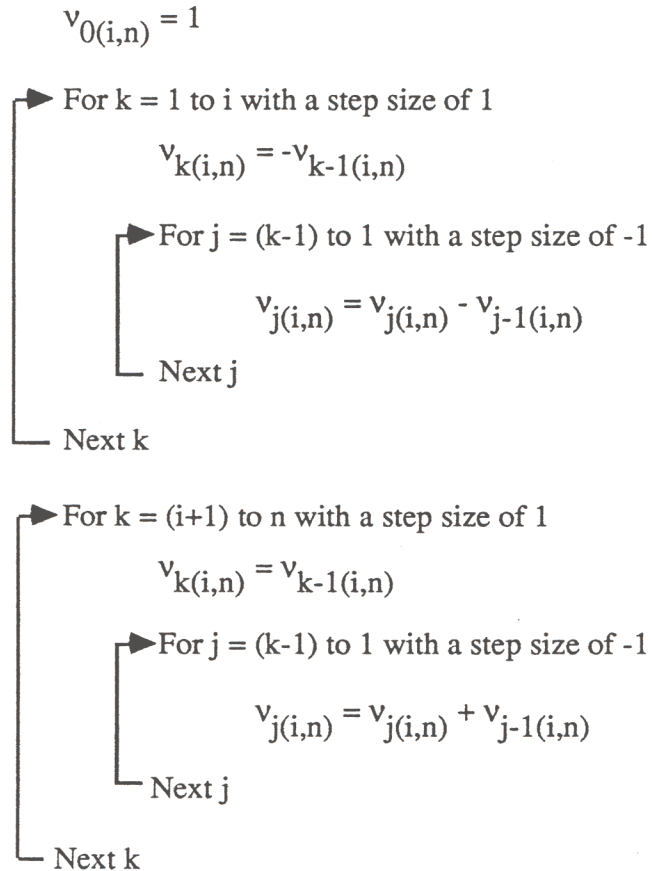 ν0(i,n) = 1
For k = 1 to i with a step size of 1
νk(i,n) = -νk-1(i,n)
For j = (k-1) to 1 with a step size of -1
νj(i,n) = νj(i,n) - νj-1(i,n)
Next j
Next k
For k = (i+1) to n with a step size of 1
νk(i,n) = νk-1(i,n)
For j = (k-1) to 1 with a step size of -1
νj(i,n) = νj(i,n) + νj-1(i,n)
Next j
Next k